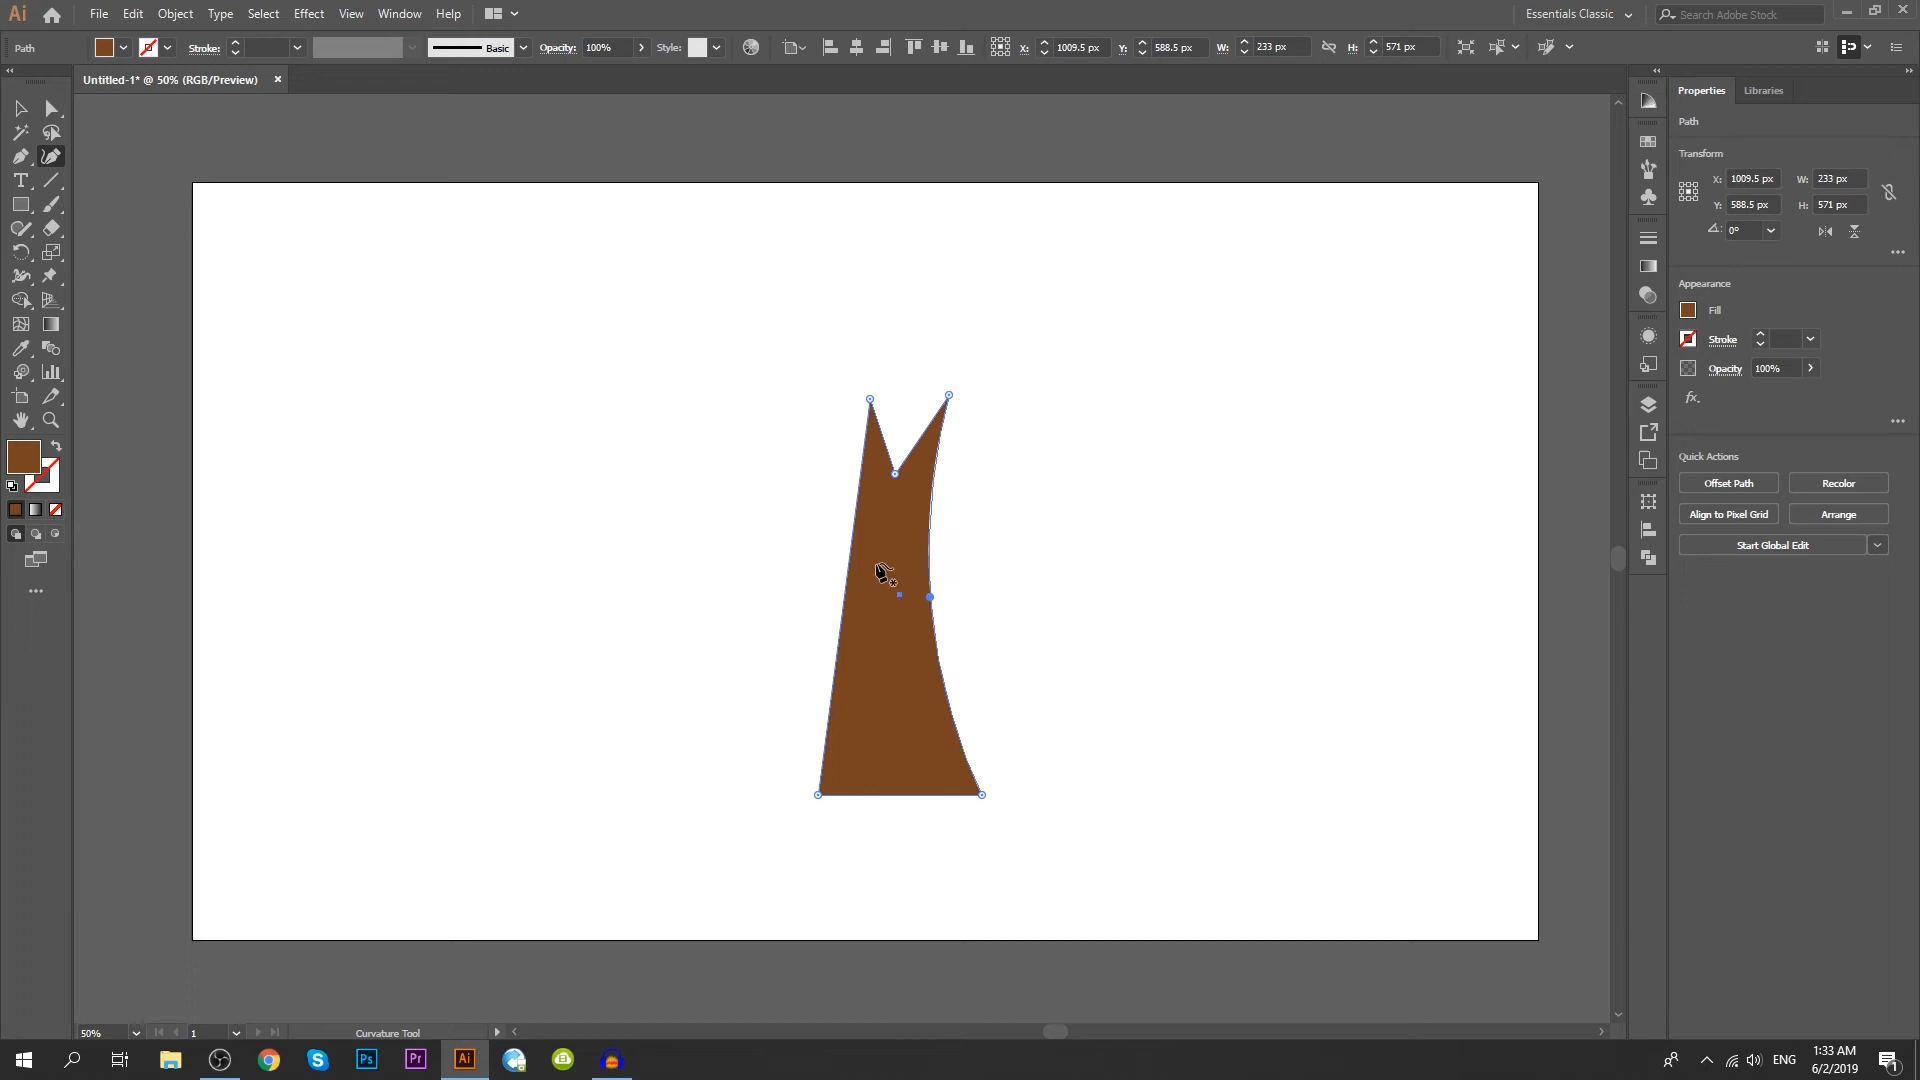 Ai File Edit Object Type Select Effect View Window Help Essentials Classic Search Adobe Stock
Path Stroke: Basic Opacity: 100% Style: X: 1009.5 px Y: 588.5 px W: 233 px H: 571 px
Untitled-1* @ 50% (RGB/Preview)
Properties Libraries
Path
Transform
X: 1009.5 px W: 233 px
Y: 588.5 px H: 571 px
0°
Appearance
Fill
Stroke
Opacity 100%
fx.
Quick Actions
Offset Path Recolor
Align to Pixel Grid Arrange
Start Global Edit
50% 1 Curvature Tool
Ps Pr Ai ENG 1:33 AM
6/2/2019